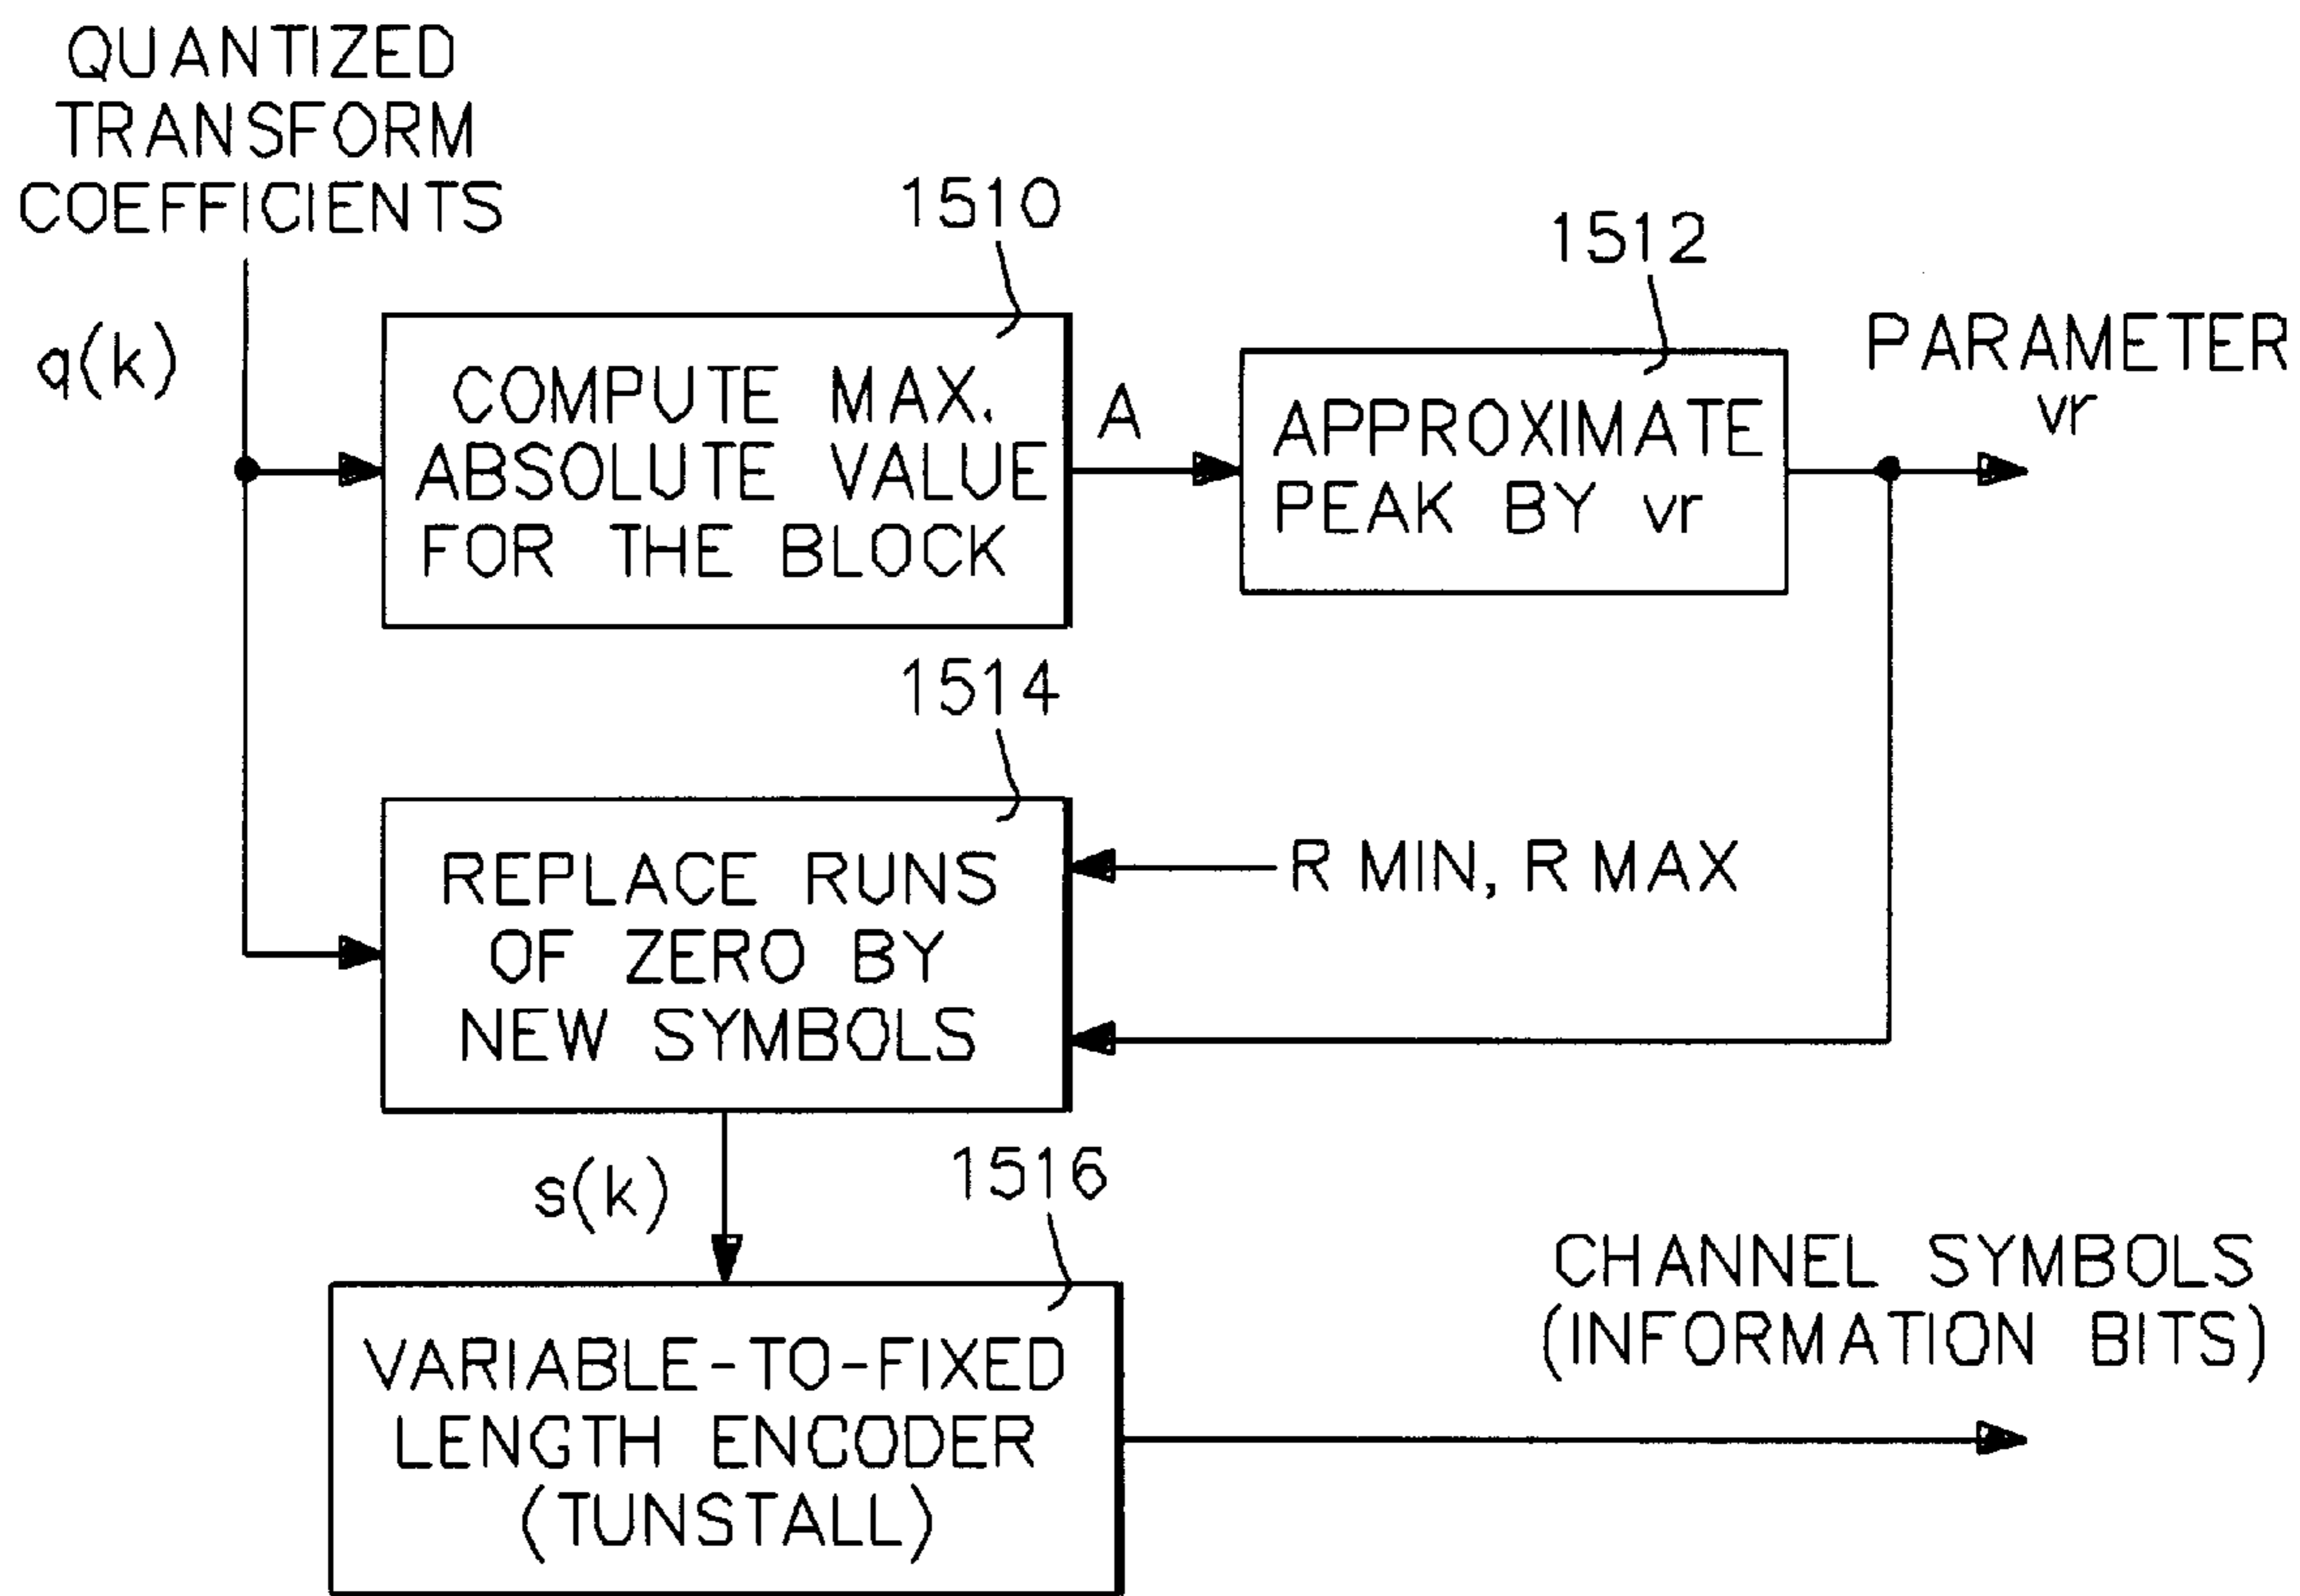 QUANTIZED
TRANSFORM
COEFFICIENTS
q(k)
1510
COMPUTE MAX.
ABSOLUTE VALUE
FOR THE BLOCK
A
1512
APPROXIMATE
PEAK BY vr
PARAMETER
vr
1514
REPLACE RUNS
OF ZERO BY
NEW SYMBOLS
R MIN, R MAX
s(k)
1516
VARIABLE-TO-FIXED
LENGTH ENCODER
(TUNSTALL)
CHANNEL SYMBOLS
(INFORMATION BITS)